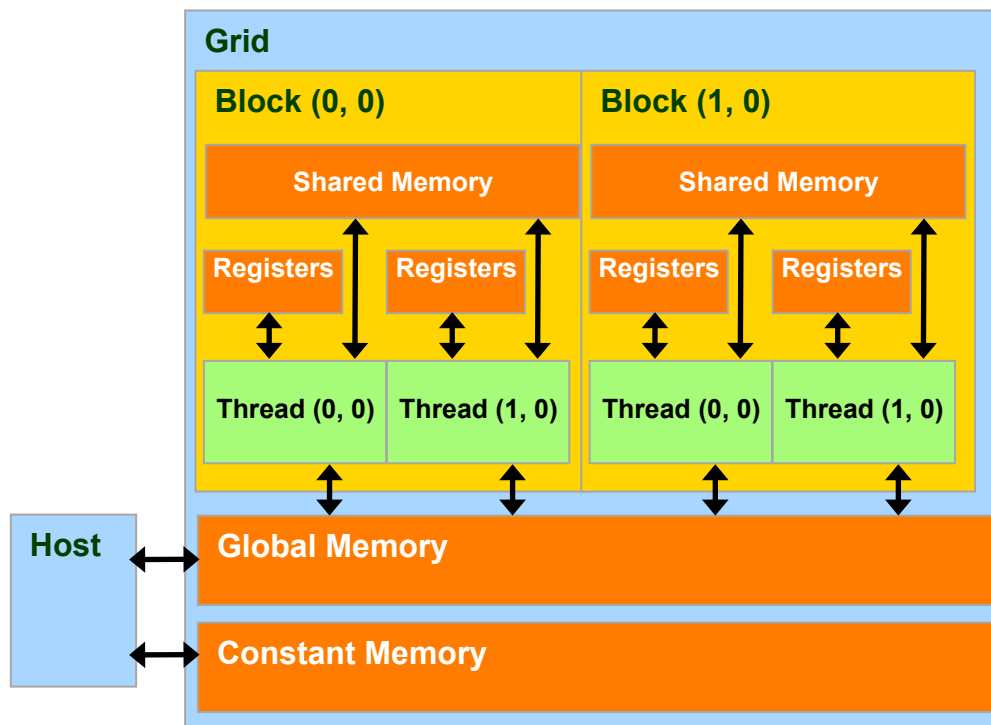 Grid
Block (0, 0)
Block (1, 0)
Shared Memory
Shared Memory
Registers
Registers
Registers
Registers
Thread (0, 0)
Thread (1, 0)
Thread (0, 0)
Thread (1, 0)
Host
Global Memory
Constant Memory